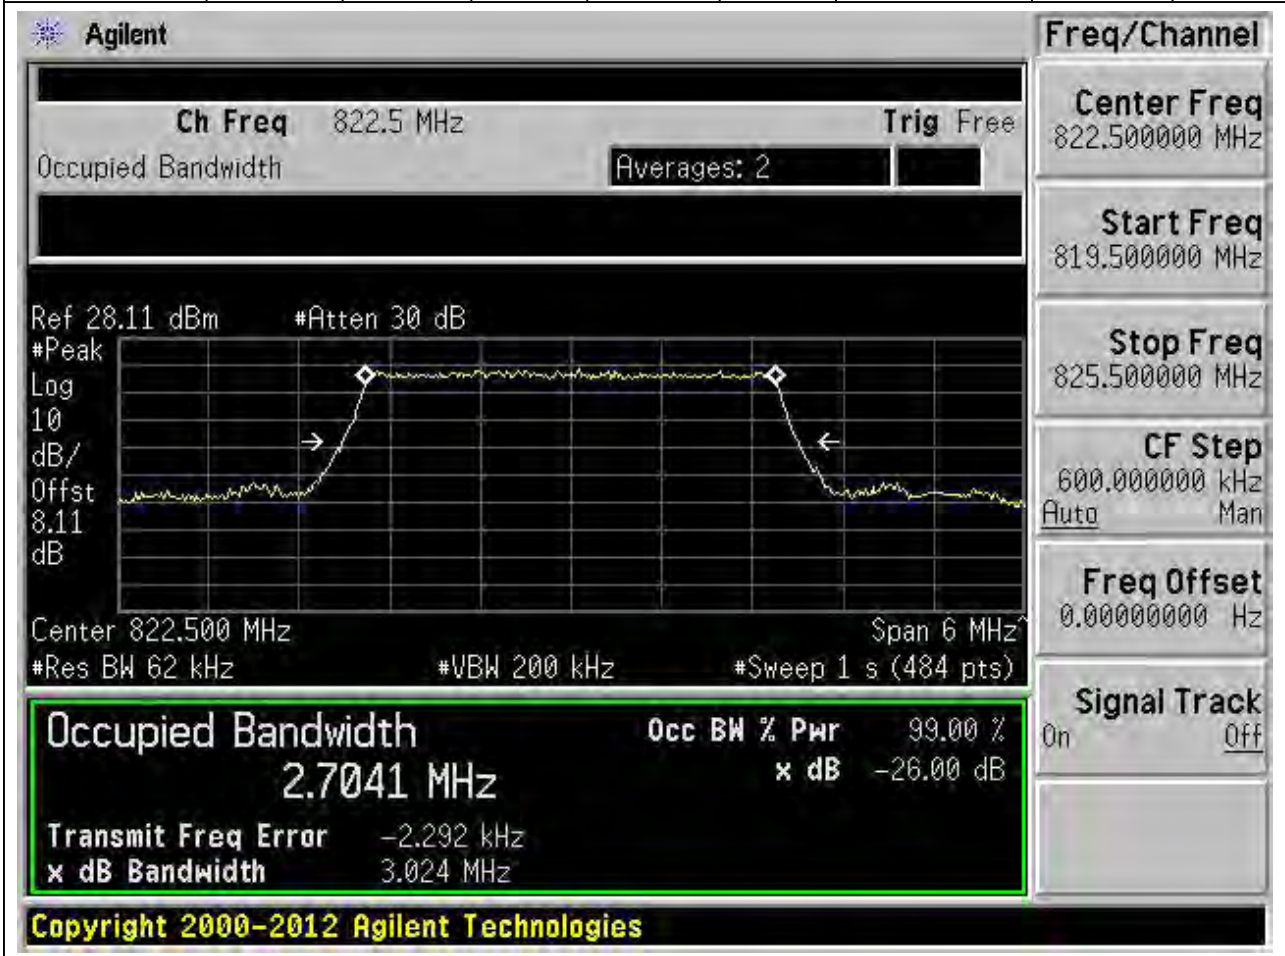 Agilent
Freq/Channel
Ch Freq 822.5 MHz Trig Free
Occupied Bandwidth Averages: 2
Center Freq
822.500000 MHz
Start Freq
819.500000 MHz
Stop Freq
825.500000 MHz
CF Step
600.000000 kHz
Auto Man
Freq Offset
0.00000000 Hz
Signal Track
On Off
Ref 28.11 dBm #Atten 30 dB
#Peak
Log
10
dB/
Offst
8.11
dB
Center 822.500 MHz Span 6 MHz^
#Res BW 62 kHz #VBW 200 kHz #Sweep 1 s (484 pts)
Occupied Bandwidth
2.7041 MHz
Occ BW % Pwr 99.00 %
x dB -26.00 dB
Transmit Freq Error -2.292 kHz
x dB Bandwidth 3.024 MHz
Copyright 2000-2012 Agilent Technologies